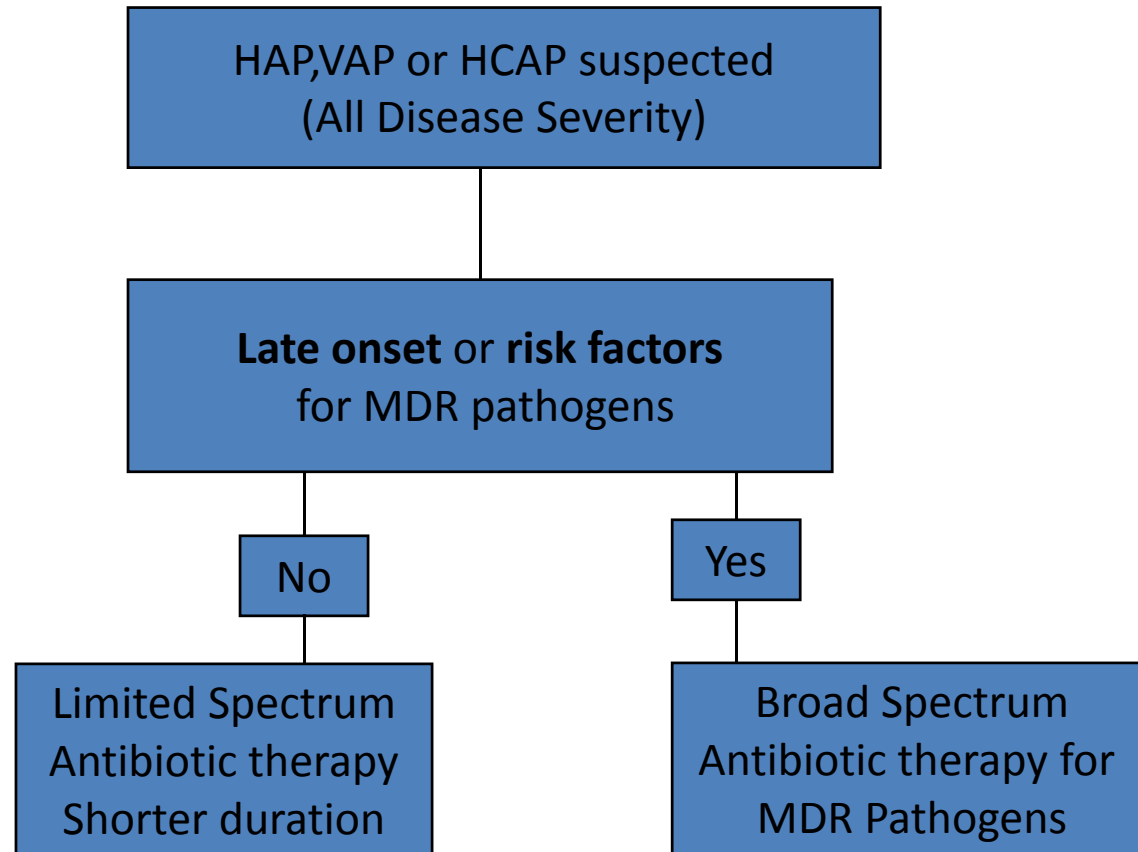 HAP,VAP or HCAP suspected
(All Disease Severity)
Late onset or risk factors
for MDR pathogens
No
Yes
Limited Spectrum
Antibiotic therapy
Shorter duration
Broad Spectrum
Antibiotic therapy for
MDR Pathogens